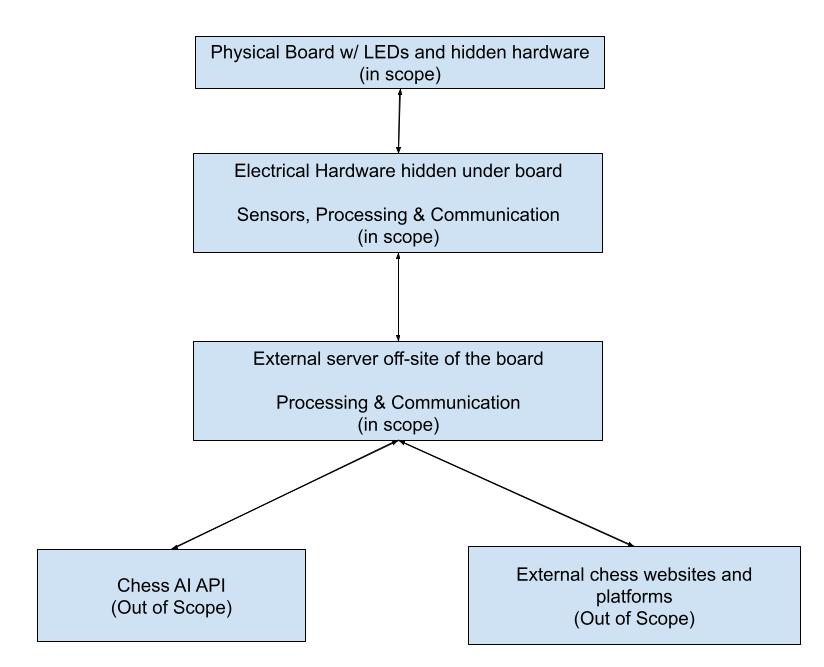 Physical Board w/ LEDs and hidden hardware
(in scope)
Electrical Hardware hidden under board
Sensors, Processing & Communication
(in scope)
External server off-site of the board
Processing & Communication
(in scope)
Chess AI API
(Out of Scope)
External chess websites and
platforms
(Out of Scope)